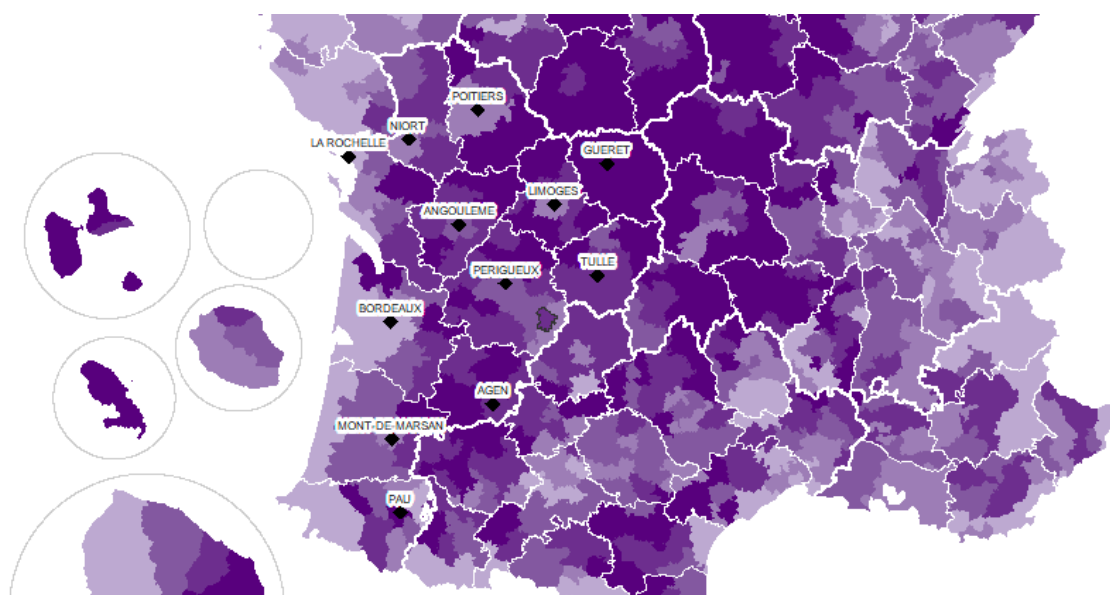 POITIERS
NIORT
LA ROCHELLE
GUERET
LIMOGES
ANGOULEME
TULLE
PERIGUEUX
BORDEAUX
AGEN
MONT-DE-MARSAN
PAU